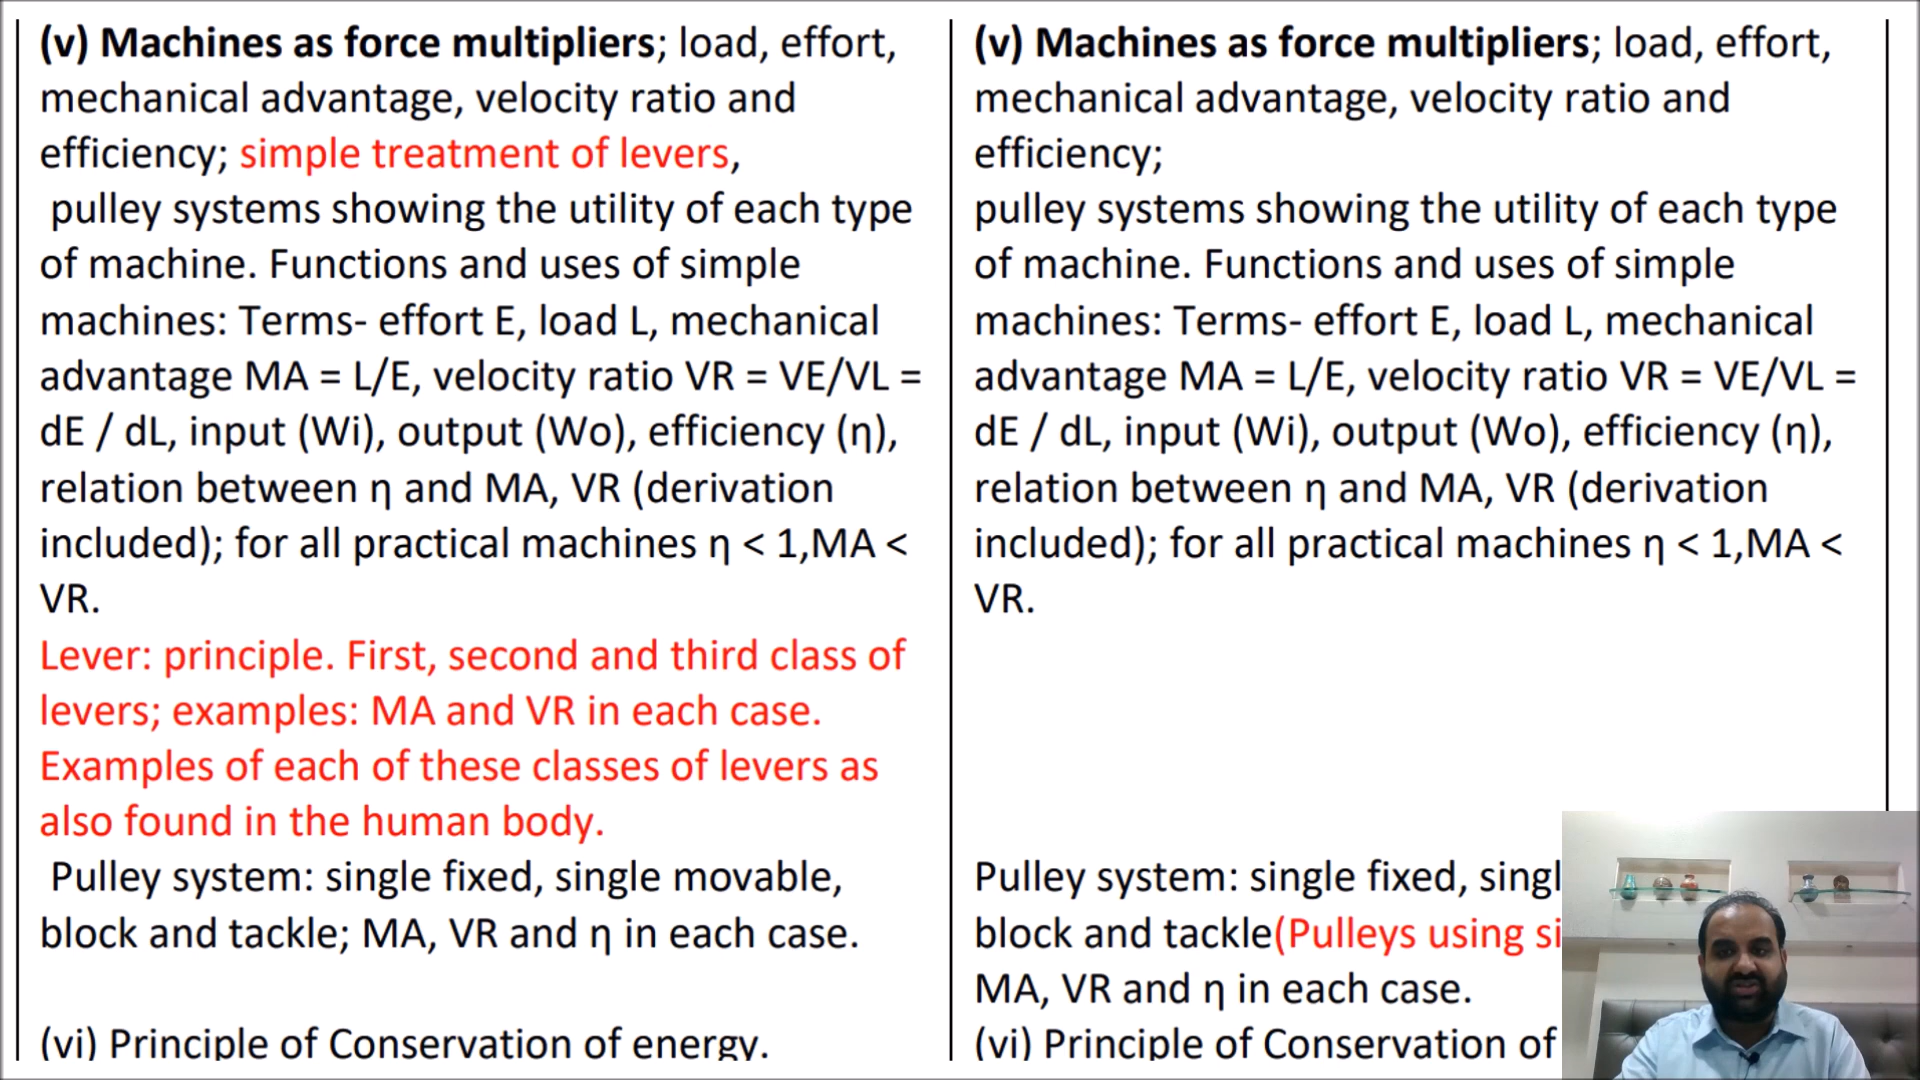 (v) Machines as force multipliers; load, effort,
mechanical advantage, velocity ratio and
efficiency; simple treatment of levers,
pulley systems showing the utility of each type
of machine. Functions and uses of simple
machines: Terms- effort E, load L, mechanical
advantage MA = L/E, velocity ratio VR = VE/VL =
dE / dL, input (Wi), output (Wo), efficiency (η),
relation between η and MA, VR (derivation
included); for all practical machines η < 1,MA <
VR.
Lever: principle. First, second and third class of
levers; examples: MA and VR in each case.
Examples of each of these classes of levers as
also found in the human body.
Pulley system: single fixed, single movable,
block and tackle; MA, VR and η in each case.
(vi) Principle of Conservation of energy.
(v) Machines as force multipliers; load, effort,
mechanical advantage, velocity ratio and
efficiency;
pulley systems showing the utility of each type
of machine. Functions and uses of simple
machines: Terms- effort E, load L, mechanical
advantage MA = L/E, velocity ratio VR = VE/VL =
dE / dL, input (Wi), output (Wo), efficiency (η),
relation between η and MA, VR (derivation
included); for all practical machines η < 1,MA <
VR.
Pulley system: single fixed, singl
block and tackle(Pulleys using si
MA, VR and η in each case.
(vi) Principle of Conservation of